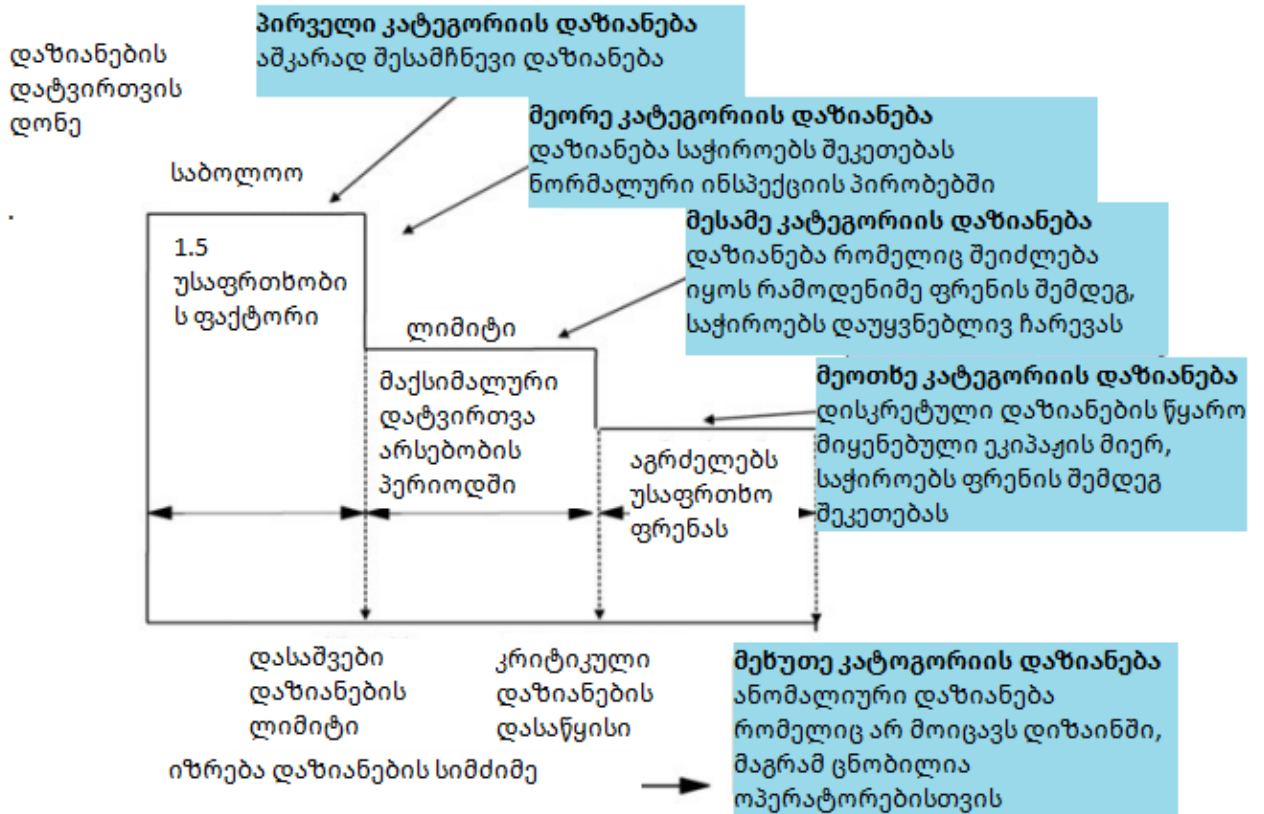 დაზიანების
დატვირთვის
დონე
პირველი კატეგორიის დაზიანება
აშკარად შესამჩნევი დაზიანება
მეორე კატეგორიის დაზიანება
დაზიანება საჭიროებს შეკეთებას
ნორმალური ინსპექციის პირობებში
საბოლოო
.
1.5
უსაფრთხობი
ს ფაქტორი
მესამე კატეგორიის დაზიანება
დაზიანება რომელიც შეიძლება
იყოს რამოდენიმე ფრენის შემდეგ,
საჭიროებს დაუყვნებლივ ჩარევას
ლიმიტი
მაქსიმალური
დატვირთვა
არსებობის
პერიოდში
მეოთხე კატეგორიის დაზიანება
დისკრეტული დაზიანების წყარო
მიყენებული ეკიპაჟის მიერ,
საჭიროებს ფრენის შემდეგ
შეკეთებას
აგრძელებს
უსაფრთხო
ფრენას
დასაშვები
დაზიანების
ლიმიტი
კრიტიკული
დაზიანების
დასაწყისი
მეხუთე კატოგორიის დაზიანება
ანომალიური დაზიანება
რომელიც არ მოიცავს დიზაინში,
მაგრამ ცნობილია
ოპერატორებისთვის
იზრება დაზიანების სიმძიმე